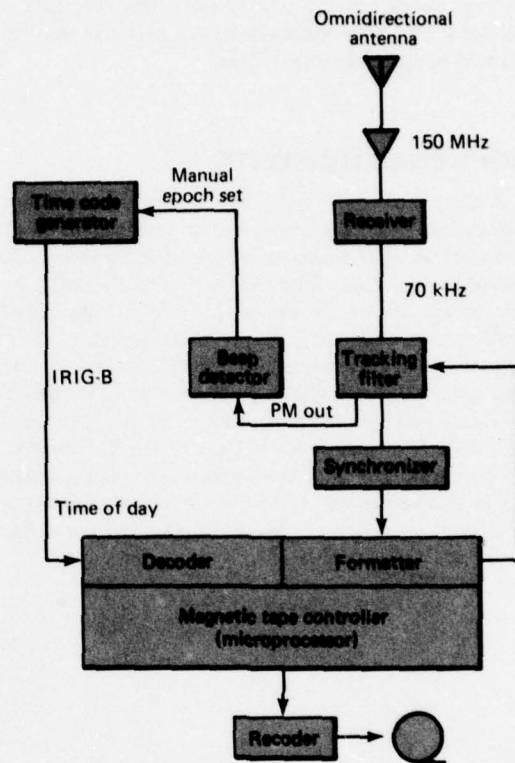 Omnidirectional
antenna
150 MHz
Manual
epoch set
Time code
generator
Receiver
70 kHz
Beep
detector
Tracking
filter
IRIG-B
PM out
Synchronizer
Time of day
Decoder
Formatter
Magnetic tape controller
(microprocessor)
Recoder